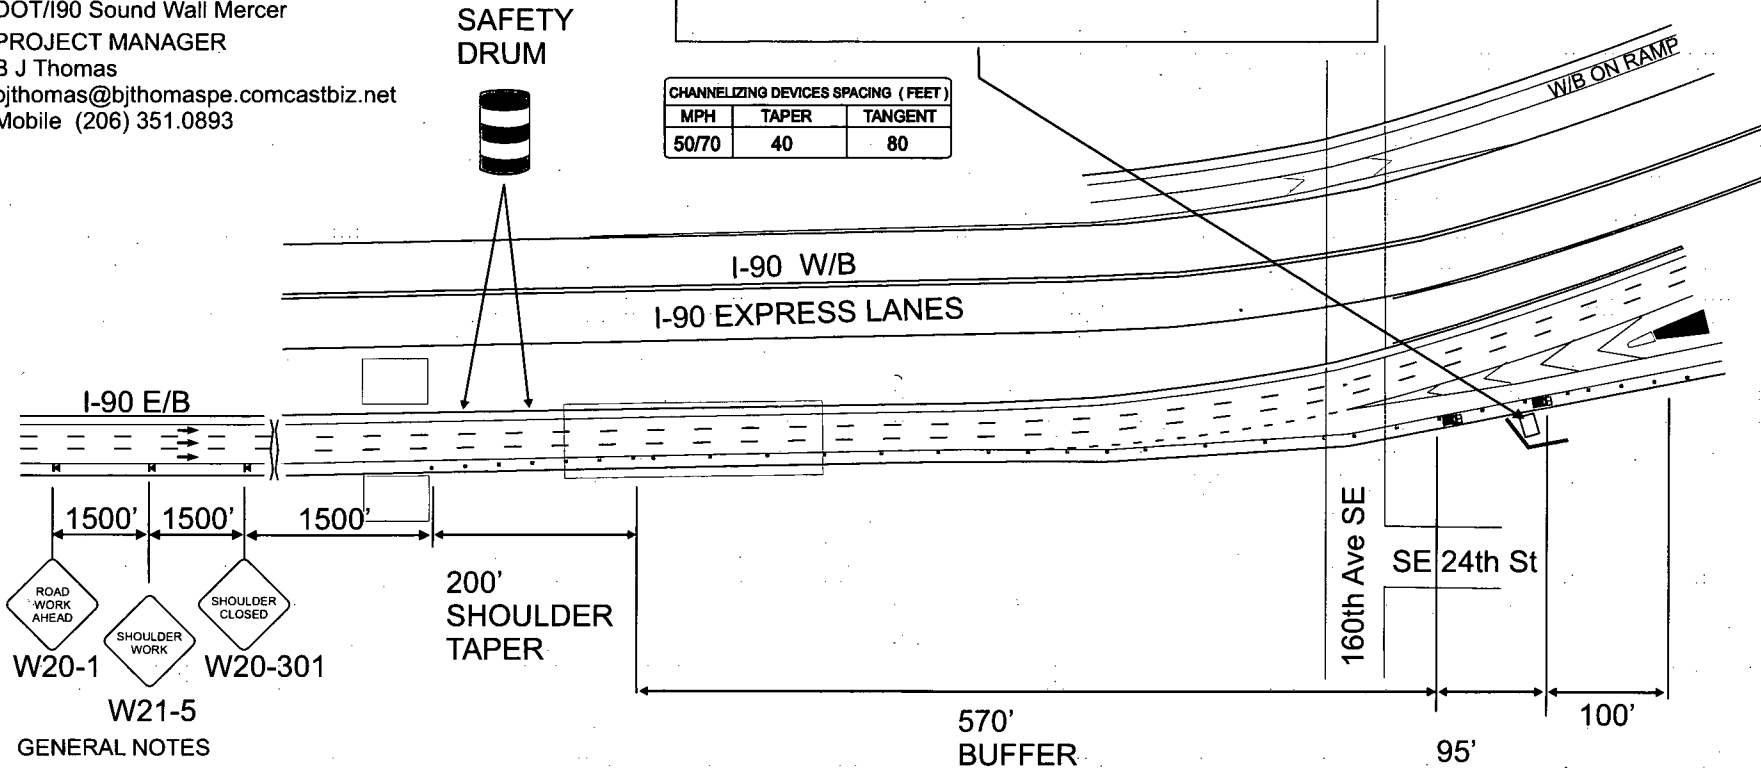 DOT/I90 Sound Wall Mercer
PROJECT MANAGER
B J Thomas
bjthomas@bjthomaspe.comcastbiz.net
Mobile (206) 351.0893
SAFETY
DRUM
CHANNELIZING DEVICES SPACING ( FEET )
MPH TAPER TANGENT
50/70 40 80
W/B ON RAMP
I-90 W/B
I-90 EXPRESS LANES
I-90 E/B
1500' 1500' 1500'
ROAD
WORK
AHEAD
W20-1
SHOULDER
WORK
W21-5
SHOULDER
CLOSED
W20-301
200'
SHOULDER
TAPER
160th Ave SE
SE 24th St
570'
BUFFER
95'
100'
GENERAL NOTES